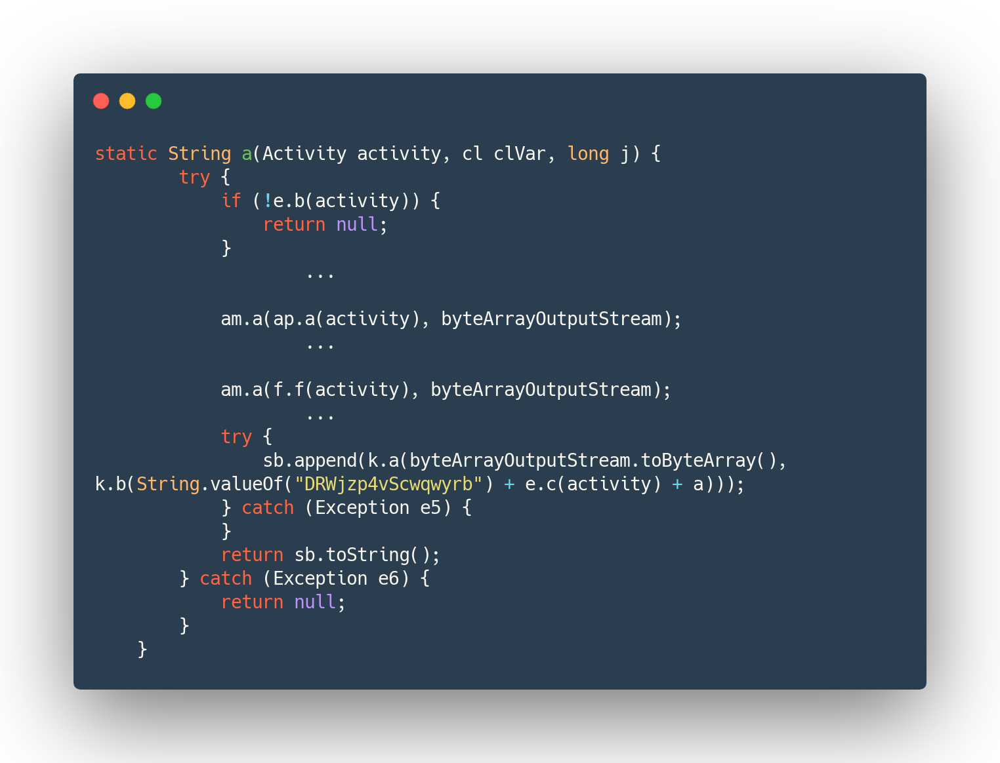 static String a(Activity activity, cl clVar, long j) {
        try {
            if (!e.b(activity)) {
                return null;
            }
                    ...
            am.a(ap.a(activity), byteArrayOutputStream);
                    ...
            am.a(f.f(activity), byteArrayOutputStream);
                    ...
            try {
                sb.append(k.a(byteArrayOutputStream.toByteArray(),
k.b(String.valueOf("DRWjzp4vScwqwyrb") + e.c(activity) + a)));
            } catch (Exception e5) {
            }
            return sb.toString();
        } catch (Exception e6) {
            return null;
        }
    }